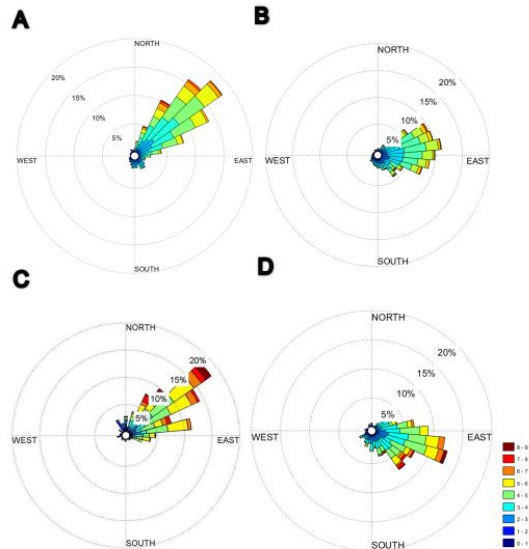 A
NORTH
20%
15%
10%
5%
WEST
EAST
SOUTH
B
NORTH
20%
15%
10%
5%
WEST
EAST
SOUTH
C
NORTH
20%
15%
10%
5%
WEST
EAST
SOUTH
D
NORTH
20%
15%
10%
5%
WEST
EAST
SOUTH
8 - 9
7 - 8
6 - 7
5 - 6
4 - 5
3 - 4
2 - 3
1 - 2
0 - 1